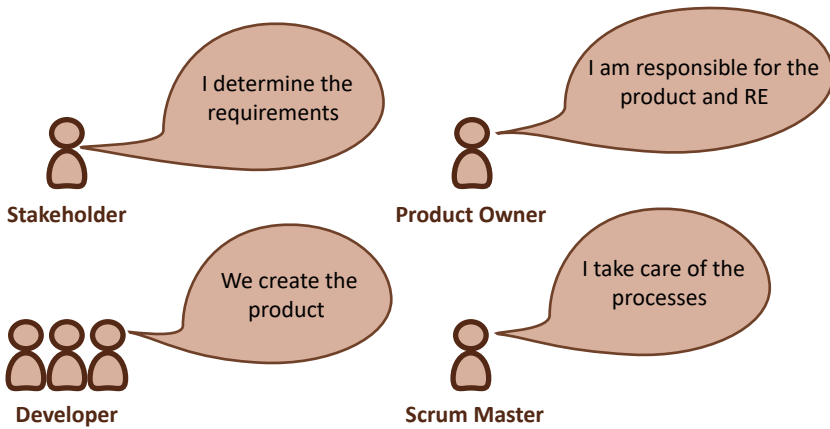 I determine the
requirements
Stakeholder
I am responsible for the
product and RE
Product Owner
We create the
product
Developer
I take care of the
processes
Scrum Master